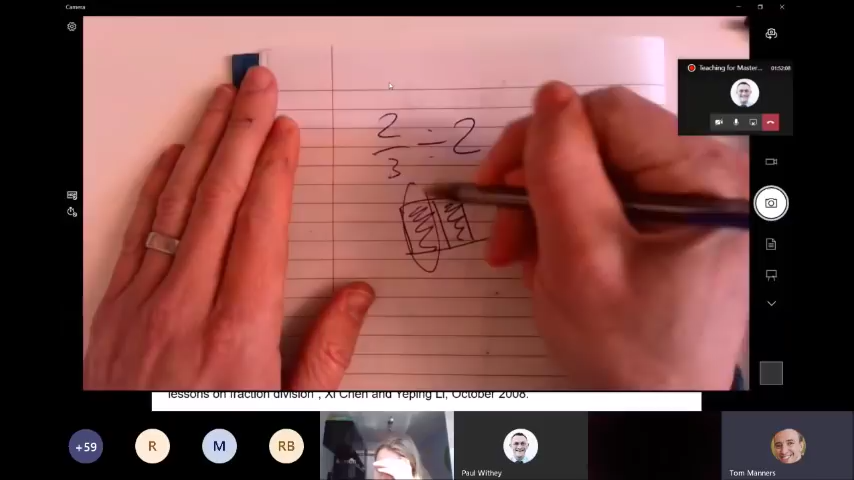 Camera
Teaching for Master...
01:52:08
2/3 ÷ 2
lessons on fraction division", Xi Chen and Yeping Li, October 2008.
+59
R
M
RB
Paul Withey
Tom Manners